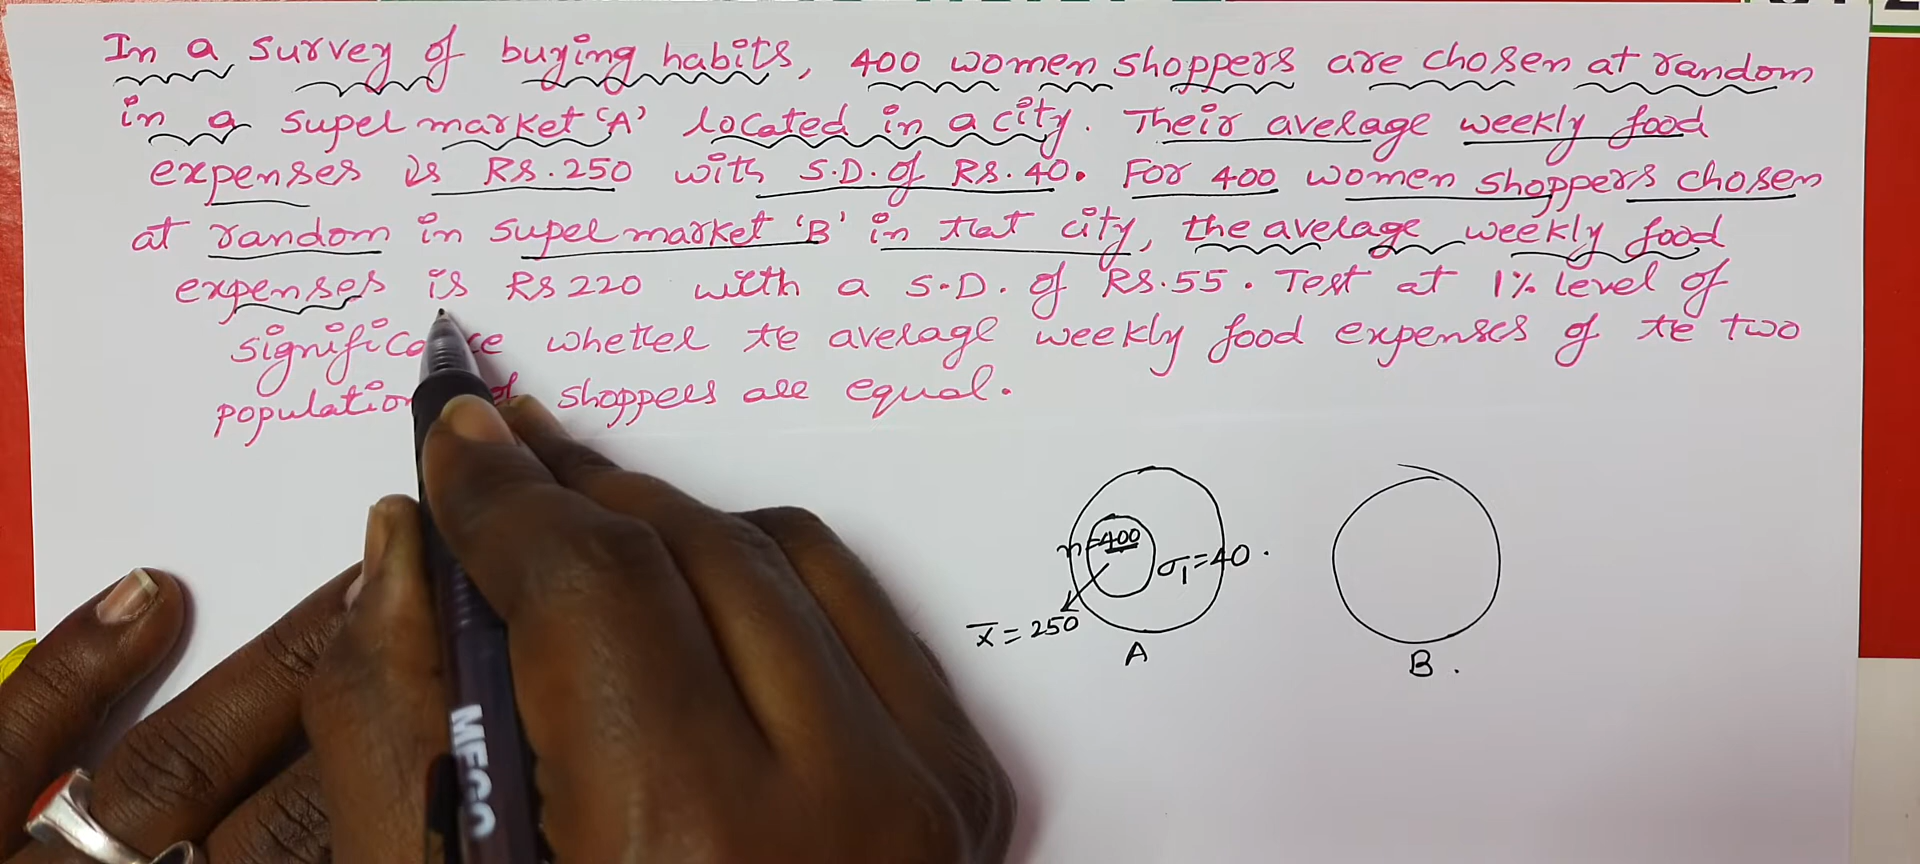 In a survey of buying habits, 400 women shoppers are chosen at random
in a super market 'A' located in a city. Their average weekly food
expenses is Rs. 250 with S.D. of Rs. 40. For 400 women shoppers chosen
at random in super market 'B' in that city, the average weekly food
expenses is Rs 220 with a S.D. of Rs. 55. Test at 1% level of
whether the average weekly food expenses of the two
of shoppers are equal.
n=400
σ₁=40.
x̄=250
A
B.
MEGO